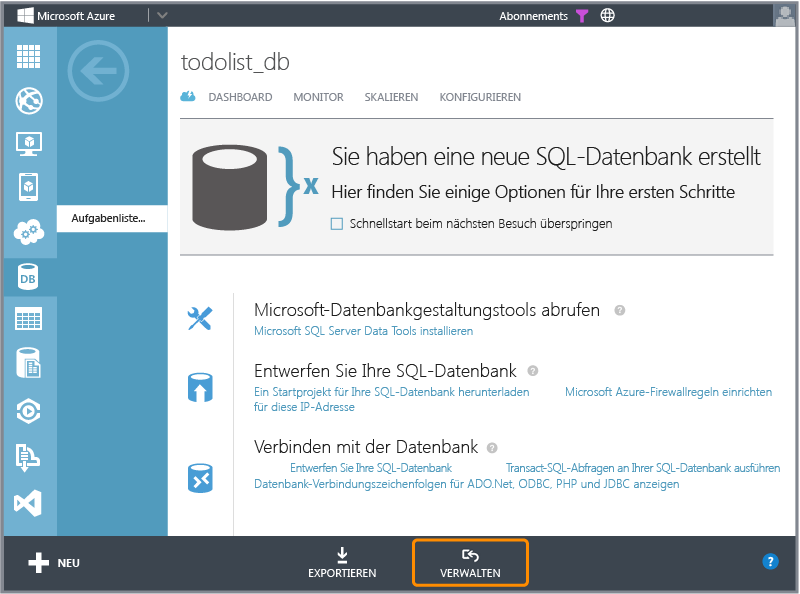 Microsoft Azure
Abonnements
todolist_db
DASHBOARD MONITOR SKALIEREN KONFIGURIEREN
}x
Sie haben eine neue SQL-Datenbank erstellt
Hier finden Sie einige Optionen für Ihre ersten Schritte
Schnellstart beim nächsten Besuch überspringen
Aufgabenliste...
DB
Microsoft-Datenbankgestaltungstools abrufen ?
Microsoft SQL Server Data Tools installieren
Entwerfen Sie Ihre SQL-Datenbank ?
Ein Startprojekt für Ihre SQL-Datenbank herunterladen Microsoft Azure-Firewallregeln einrichten
für diese IP-Adresse
Verbinden mit der Datenbank ?
Entwerfen Sie Ihre SQL-Datenbank Transact-SQL-Abfragen an Ihrer SQL-Datenbank ausführen
Datenbank-Verbindungszeichenfolgen für ADO.Net, ODBC, PHP und JDBC anzeigen
NEU
EXPORTIEREN
VERWALTEN
?